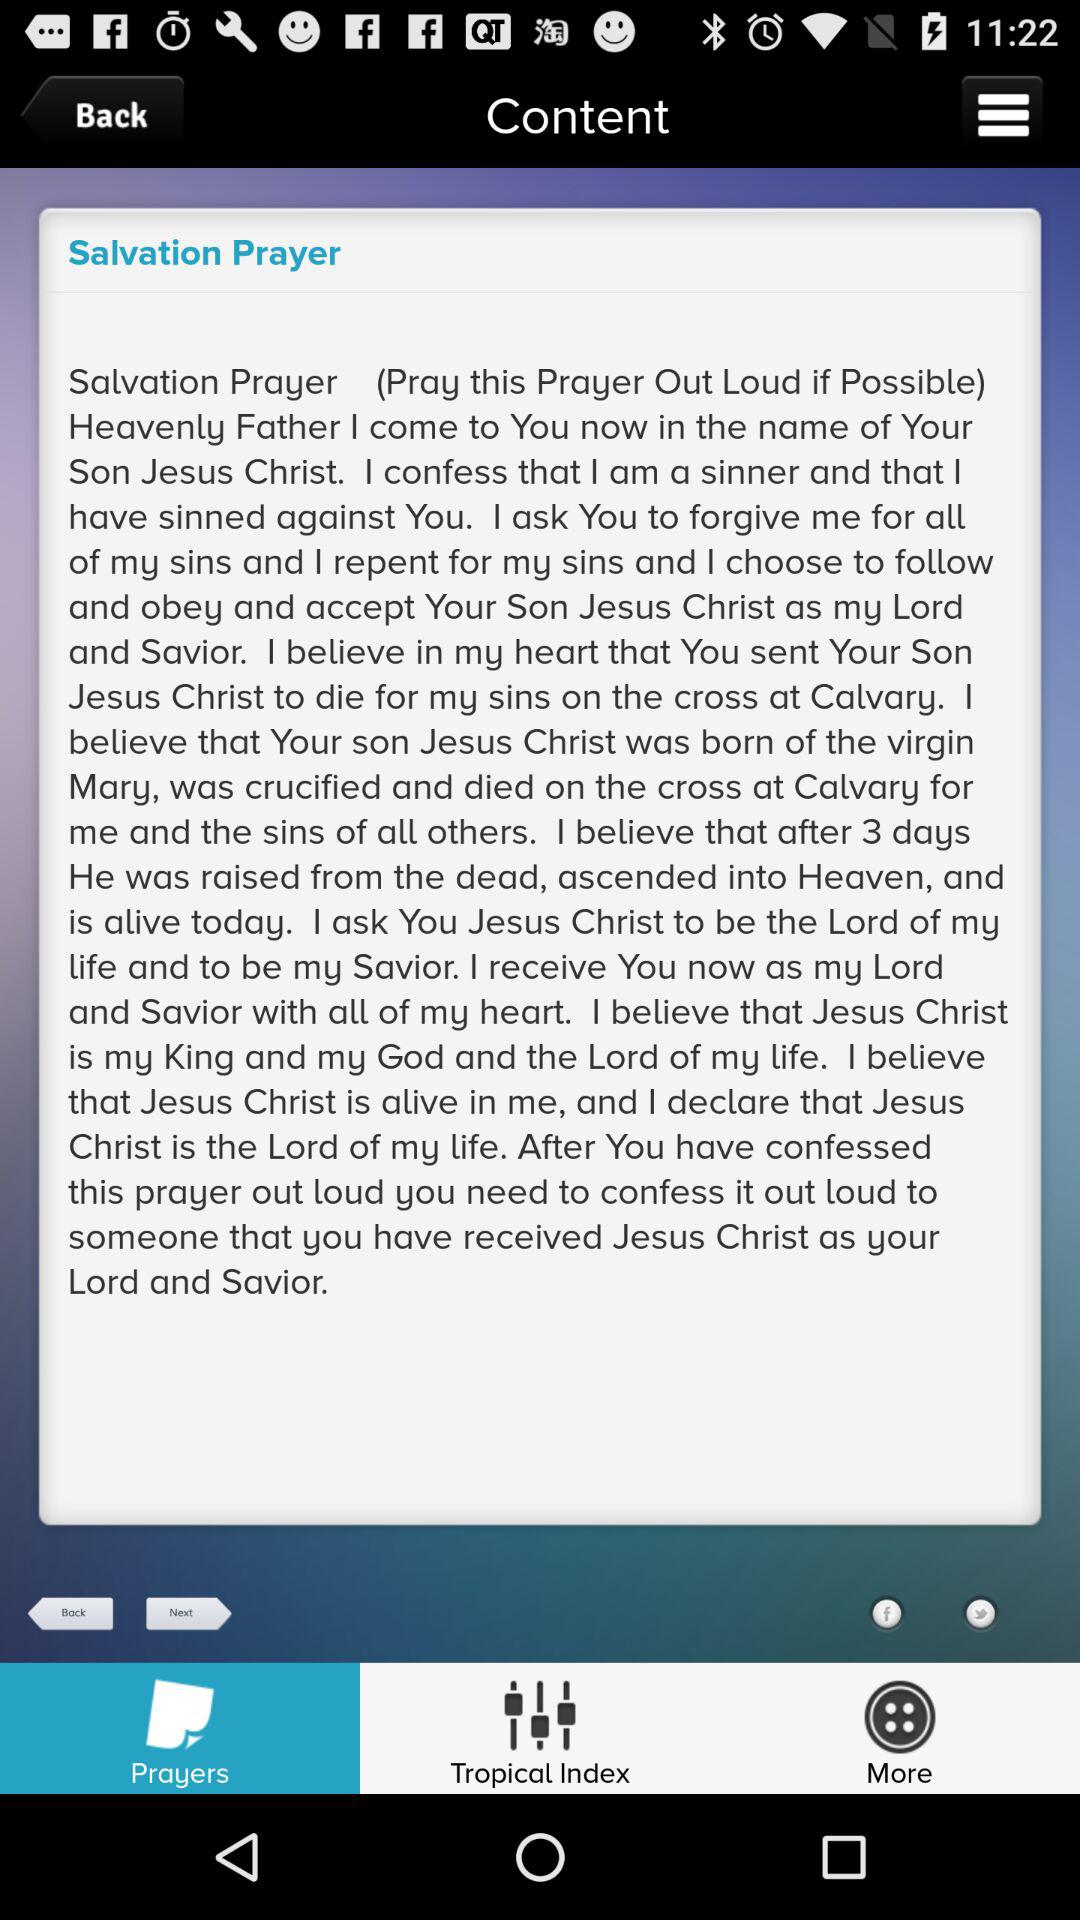 QT 淘 11:22
Back Content
Salvation Prayer
Salvation Prayer    (Pray this Prayer Out Loud if Possible)
Heavenly Father I come to You now in the name of Your
Son Jesus Christ.  I confess that I am a sinner and that I
have sinned against You.  I ask You to forgive me for all
of my sins and I repent for my sins and I choose to follow
and obey and accept Your Son Jesus Christ as my Lord
and Savior.  I believe in my heart that You sent Your Son
Jesus Christ to die for my sins on the cross at Calvary.  I
believe that Your son Jesus Christ was born of the virgin
Mary, was crucified and died on the cross at Calvary for
me and the sins of all others.  I believe that after 3 days
He was raised from the dead, ascended into Heaven, and
is alive today.  I ask You Jesus Christ to be the Lord of my
life and to be my Savior. I receive You now as my Lord
and Savior with all of my heart.  I believe that Jesus Christ
is my King and my God and the Lord of my life.  I believe
that Jesus Christ is alive in me, and I declare that Jesus
Christ is the Lord of my life. After You have confessed
this prayer out loud you need to confess it out loud to
someone that you have received Jesus Christ as your
Lord and Savior.
Back Next
Prayers Tropical Index More